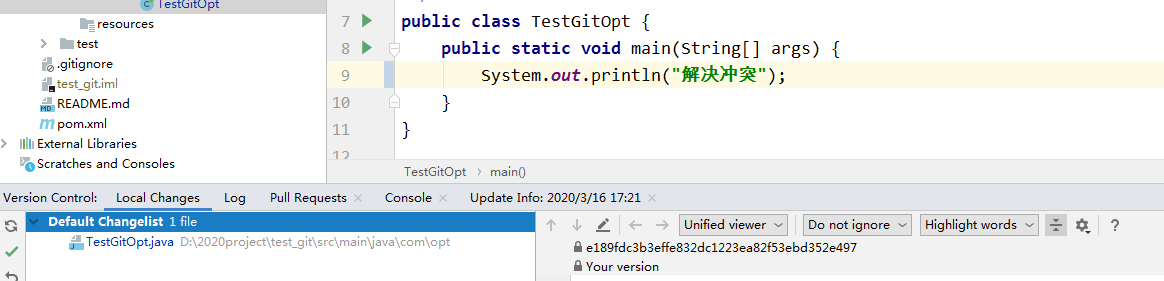 TestGitOpt
resources
test
.gitignore
test_git.iml
README.md
pom.xml
External Libraries
Scratches and Consoles
7 public class TestGitOpt {
8 public static void main(String[] args) {
9 System.out.println("解决冲突");
10 }
11 }
12
TestGitOpt > main()
Version Control: Local Changes Log Pull Requests × Console × Update Info: 2020/3/16 17:21 ×
Default Changelist 1 file
TestGitOpt.java D:\2020project\test_git\src\main\java\com\opt
Unified viewer Do not ignore Highlight words ?
e189fdc3b3effe832dc1223ea82f53ebd352e497
Your version